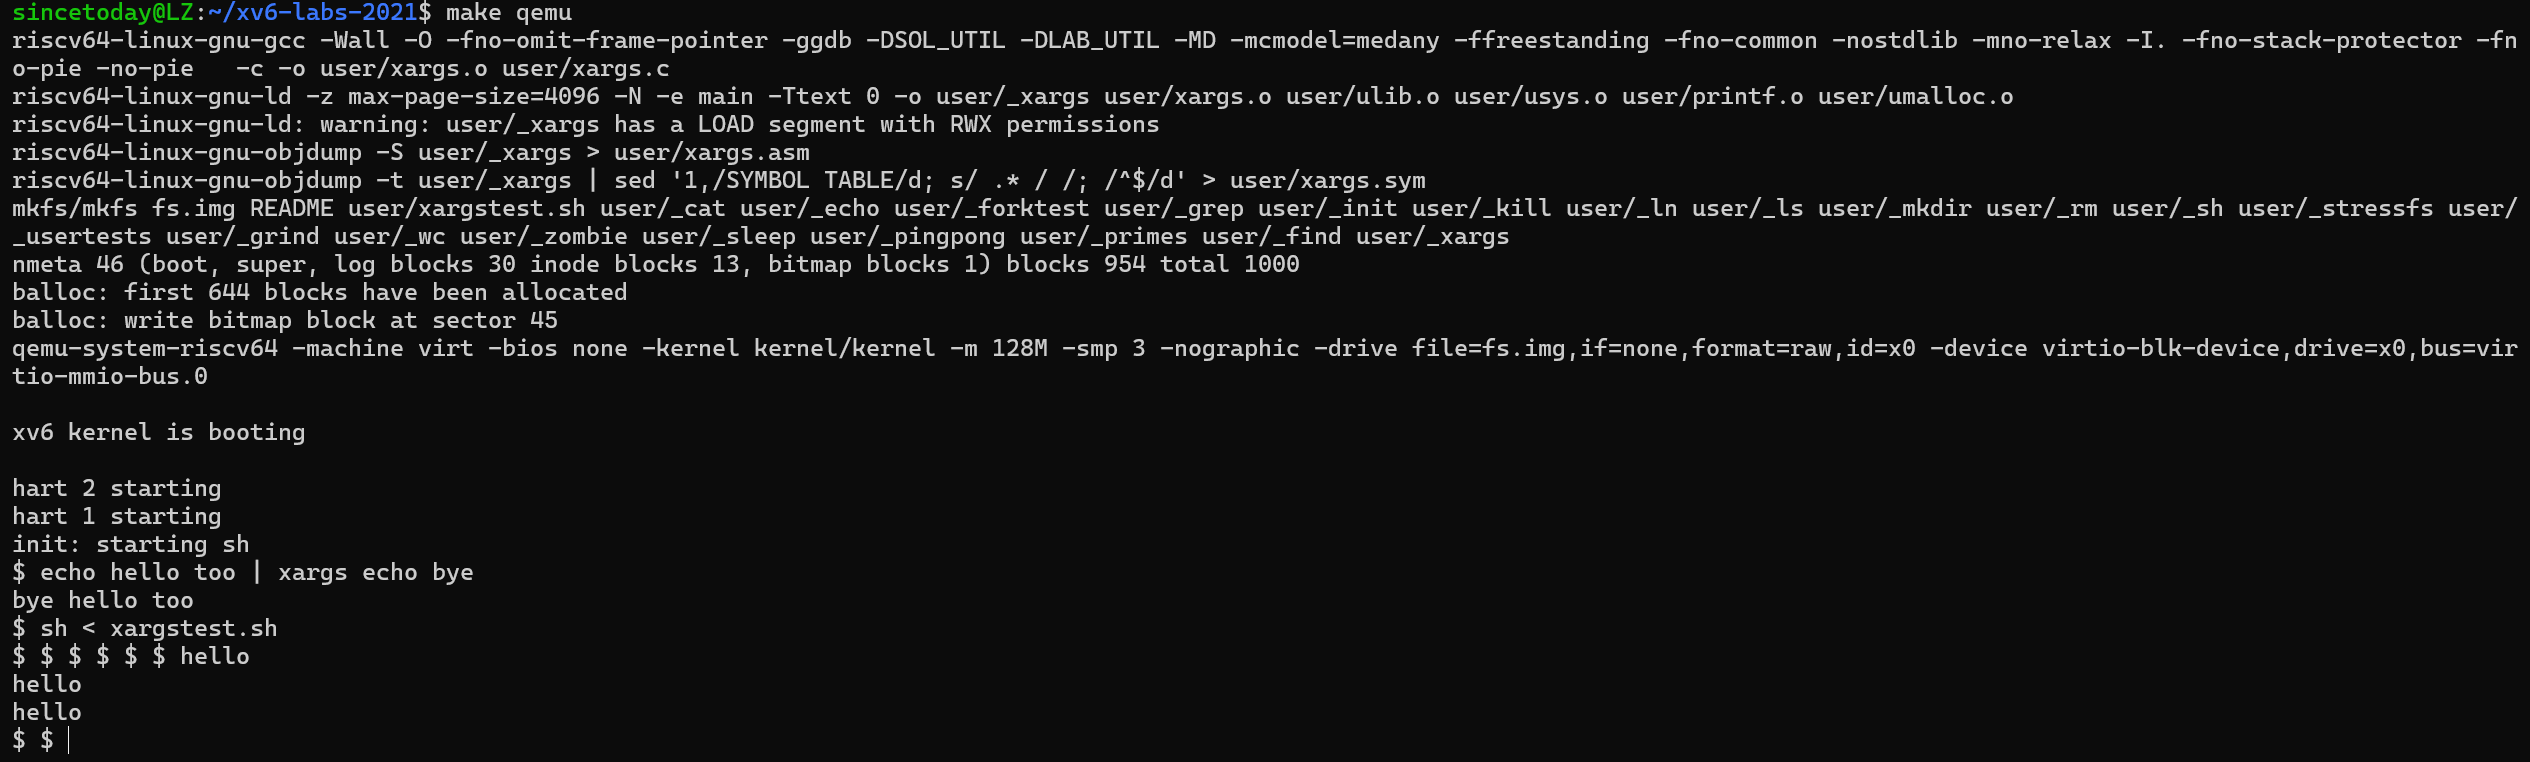 sincetoday@LZ:~/xv6-labs-2021$ make qemu
riscv64-linux-gnu-gcc -Wall -O -fno-omit-frame-pointer -ggdb -DSOL_UTIL -DLAB_UTIL -MD -mcmodel=medany -ffreestanding -fno-common -nostdlib -mno-relax -I. -fno-stack-protector -fn
o-pie -no-pie   -c -o user/xargs.o user/xargs.c
riscv64-linux-gnu-ld -z max-page-size=4096 -N -e main -Ttext 0 -o user/_xargs user/xargs.o user/ulib.o user/usys.o user/printf.o user/umalloc.o
riscv64-linux-gnu-ld: warning: user/_xargs has a LOAD segment with RWX permissions
riscv64-linux-gnu-objdump -S user/_xargs > user/xargs.asm
riscv64-linux-gnu-objdump -t user/_xargs | sed '1,/SYMBOL TABLE/d; s/ .* / /; /^$/d' > user/xargs.sym
mkfs/mkfs fs.img README user/xargstest.sh user/_cat user/_echo user/_forktest user/_grep user/_init user/_kill user/_ln user/_ls user/_mkdir user/_rm user/_sh user/_stressfs user/
_usertests user/_grind user/_wc user/_zombie user/_sleep user/_pingpong user/_primes user/_find user/_xargs
nmeta 46 (boot, super, log blocks 30 inode blocks 13, bitmap blocks 1) blocks 954 total 1000
balloc: first 644 blocks have been allocated
balloc: write bitmap block at sector 45
qemu-system-riscv64 -machine virt -bios none -kernel kernel/kernel -m 128M -smp 3 -nographic -drive file=fs.img,if=none,format=raw,id=x0 -device virtio-blk-device,drive=x0,bus=vir
tio-mmio-bus.0
xv6 kernel is booting
hart 2 starting
hart 1 starting
init: starting sh
$ echo hello too | xargs echo bye
bye hello too
$ sh < xargstest.sh
$ $ $ $ $ $ hello
hello
hello
$ $